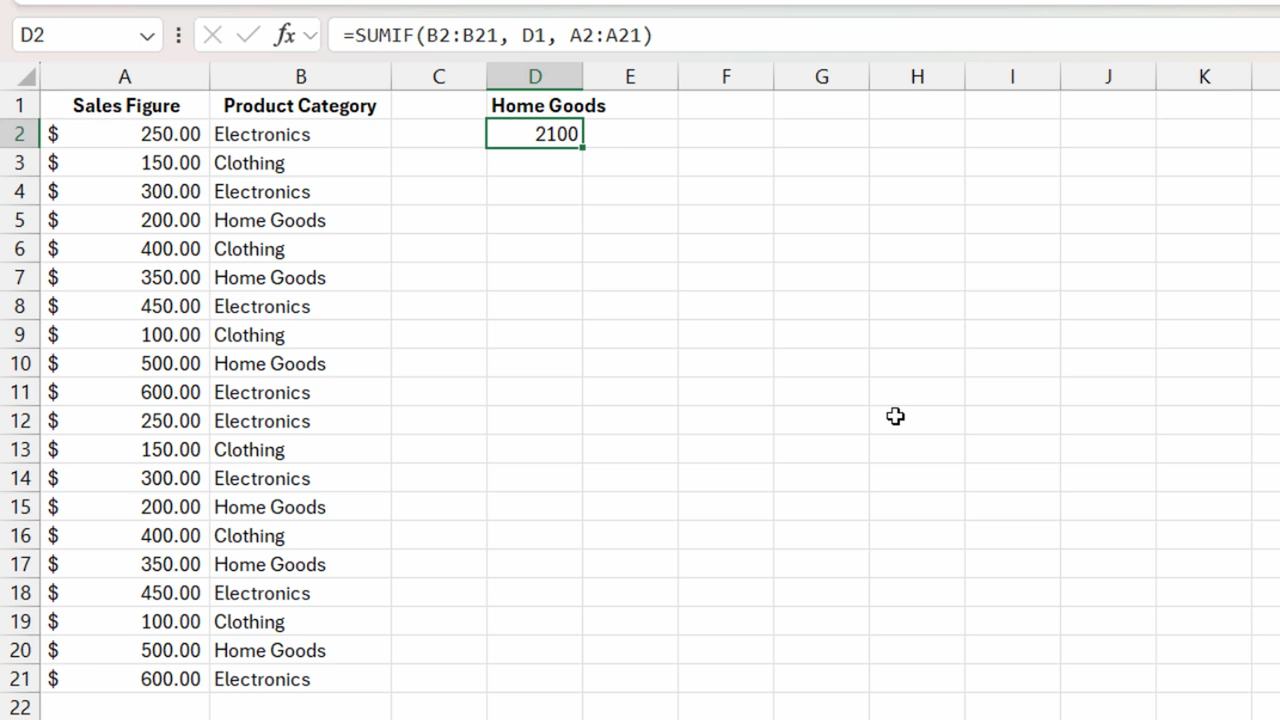 D2 fx =SUMIF(B2:B21, D1, A2:A21)
A B C D E F G H I J K
1 Sales Figure Product Category Home Goods
2 $ 250.00 Electronics 2100
3 $ 150.00 Clothing
4 $ 300.00 Electronics
5 $ 200.00 Home Goods
6 $ 400.00 Clothing
7 $ 350.00 Home Goods
8 $ 450.00 Electronics
9 $ 100.00 Clothing
10 $ 500.00 Home Goods
11 $ 600.00 Electronics
12 $ 250.00 Electronics
13 $ 150.00 Clothing
14 $ 300.00 Electronics
15 $ 200.00 Home Goods
16 $ 400.00 Clothing
17 $ 350.00 Home Goods
18 $ 450.00 Electronics
19 $ 100.00 Clothing
20 $ 500.00 Home Goods
21 $ 600.00 Electronics
22